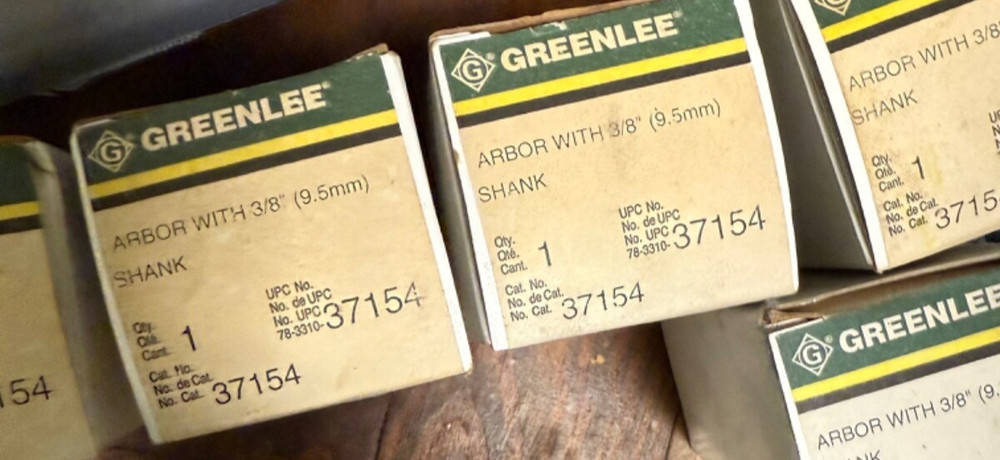 154
G GREENLEE
ARBOR WITH 3/8" (9.5mm)
SHANK
Qty.
Qté.
Cant.
1
UPC No.
No. de UPC
No. UPC
78-3310-37154
Cat. No.
No. de Cat.
No. Cat.
37154
G GREENLEE®
ARBOR WITH 3/8" (9.5mm)
SHANK
Qty.
Qté.
Cant.
1
UPC No.
No. de UPC
No. UPC
78-3310-37154
Cat. No.
No. de Cat.
No. Cat.
37154
ARBOR WITH 3/8"
SHANK
Qty.
Qté.
Cant.
1
Cat. No.
No. de Cat.
No. Cat.
3715
G GREENLEE
ARBOR WITH 3/8" (9.